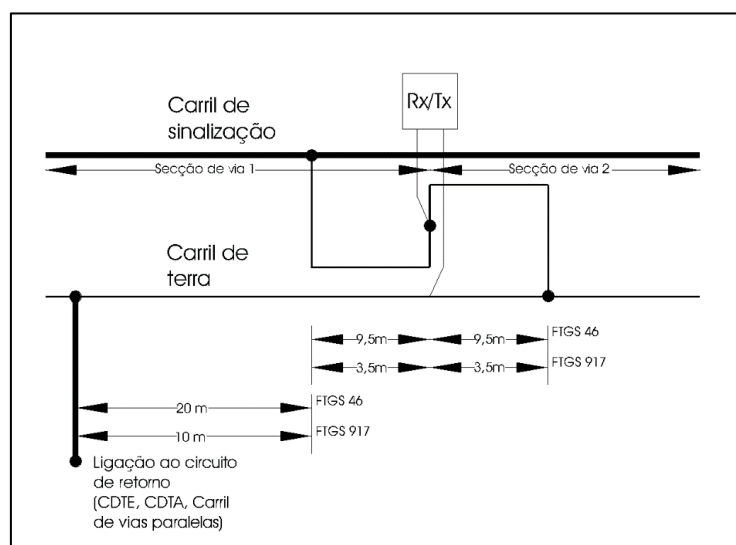 Rx/Tx
Carril de
sinalização
Secção de via 1
Secção de via 2
Carril de
terra
9,5m
9,5m
FTGS 46
3,5m
3,5m
FTGS 917
20 m
FTGS 46
10 m
FTGS 917
Ligação ao circuito
de retorno
(CDTE, CDTA, Carril
de vias paralelas)